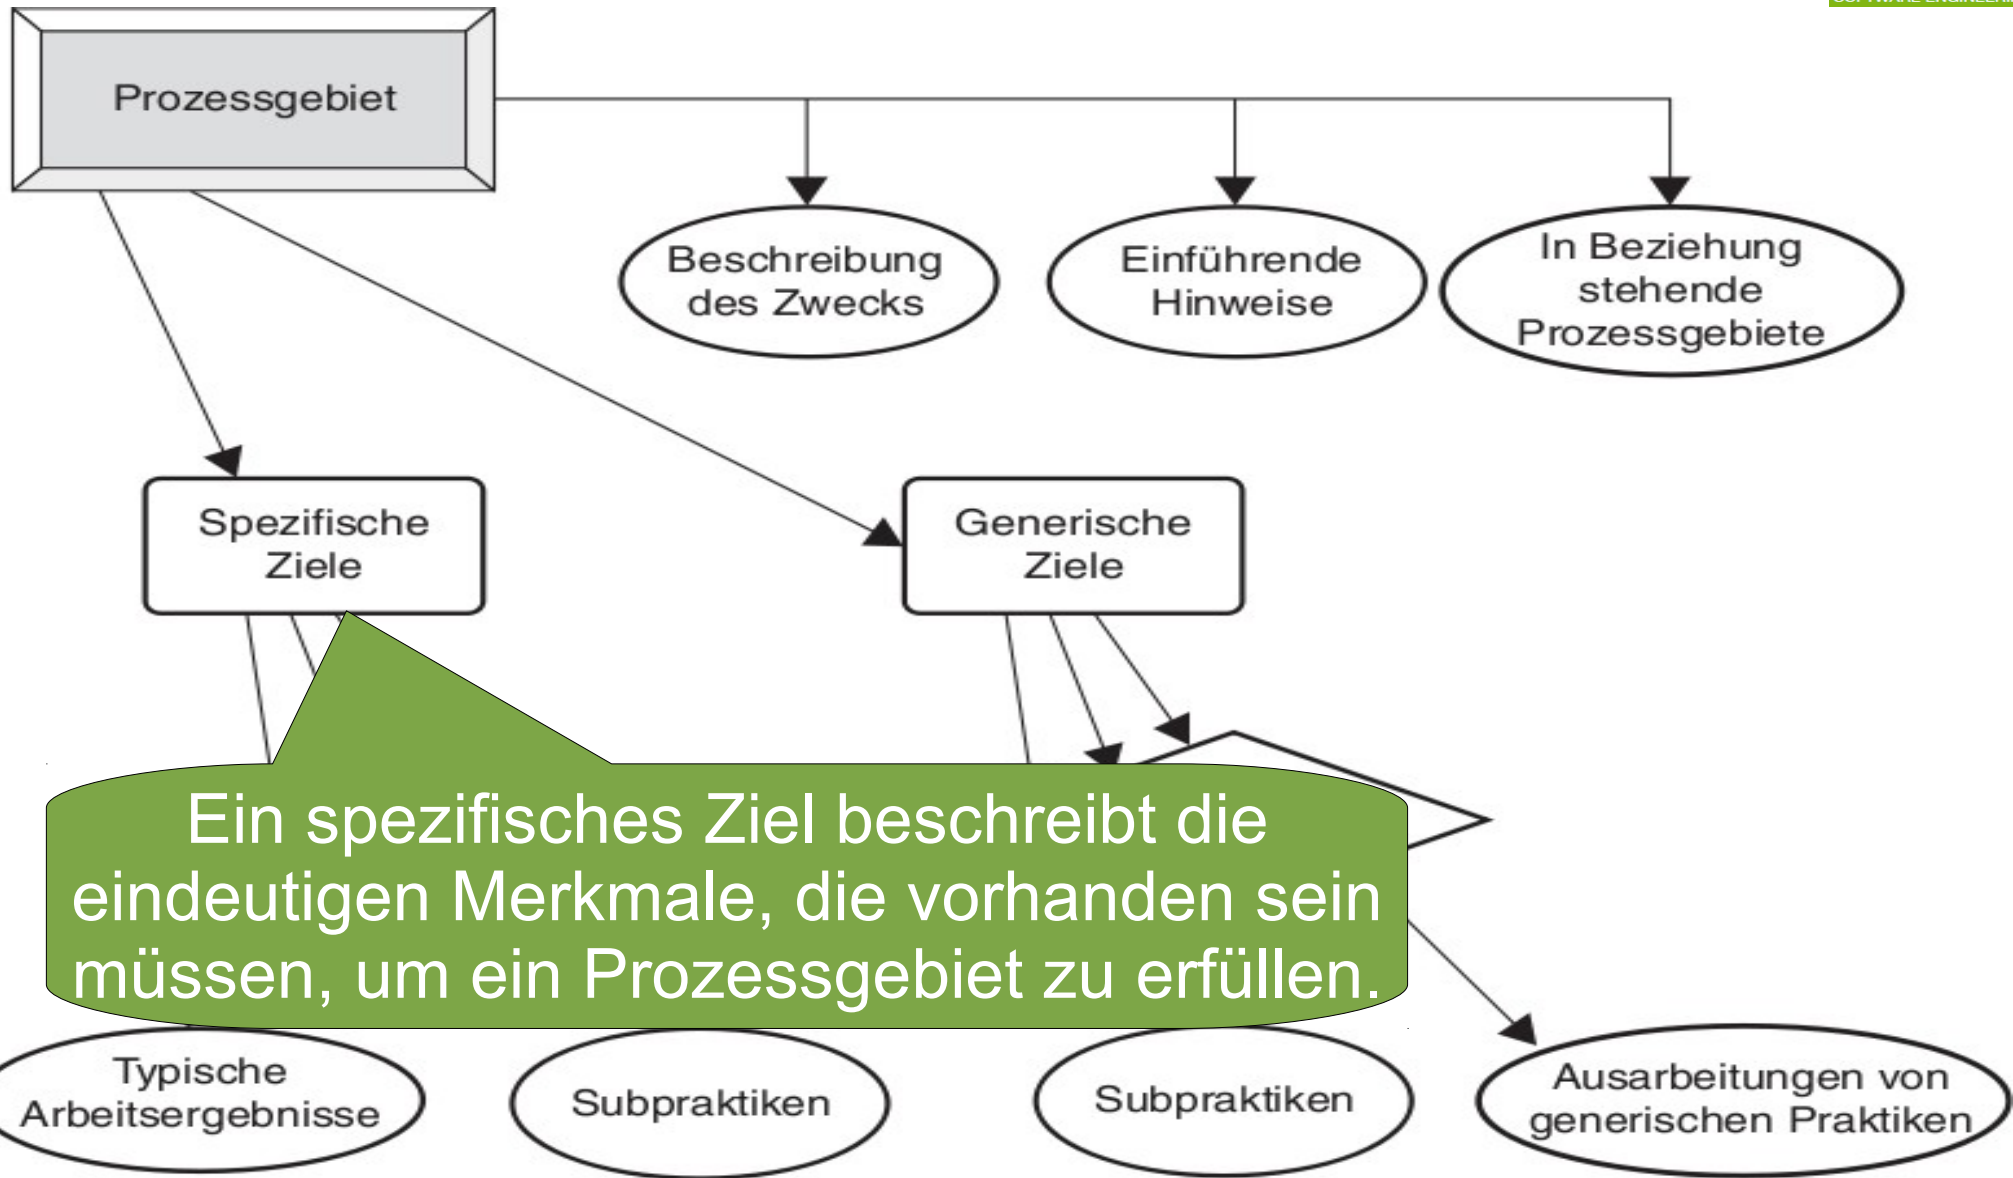 Prozessgebiet
Beschreibung
des Zwecks
Einführende
Hinweise
In Beziehung
stehende
Prozessgebiete
Spezifische
Ziele
Generische
Ziele
Ein spezifisches Ziel beschreibt die
eindeutigen Merkmale, die vorhanden sein
müssen, um ein Prozessgebiet zu erfüllen.
Typische
Arbeitsergebnisse
Subpraktiken
Subpraktiken
Ausarbeitungen von
generischen Praktiken